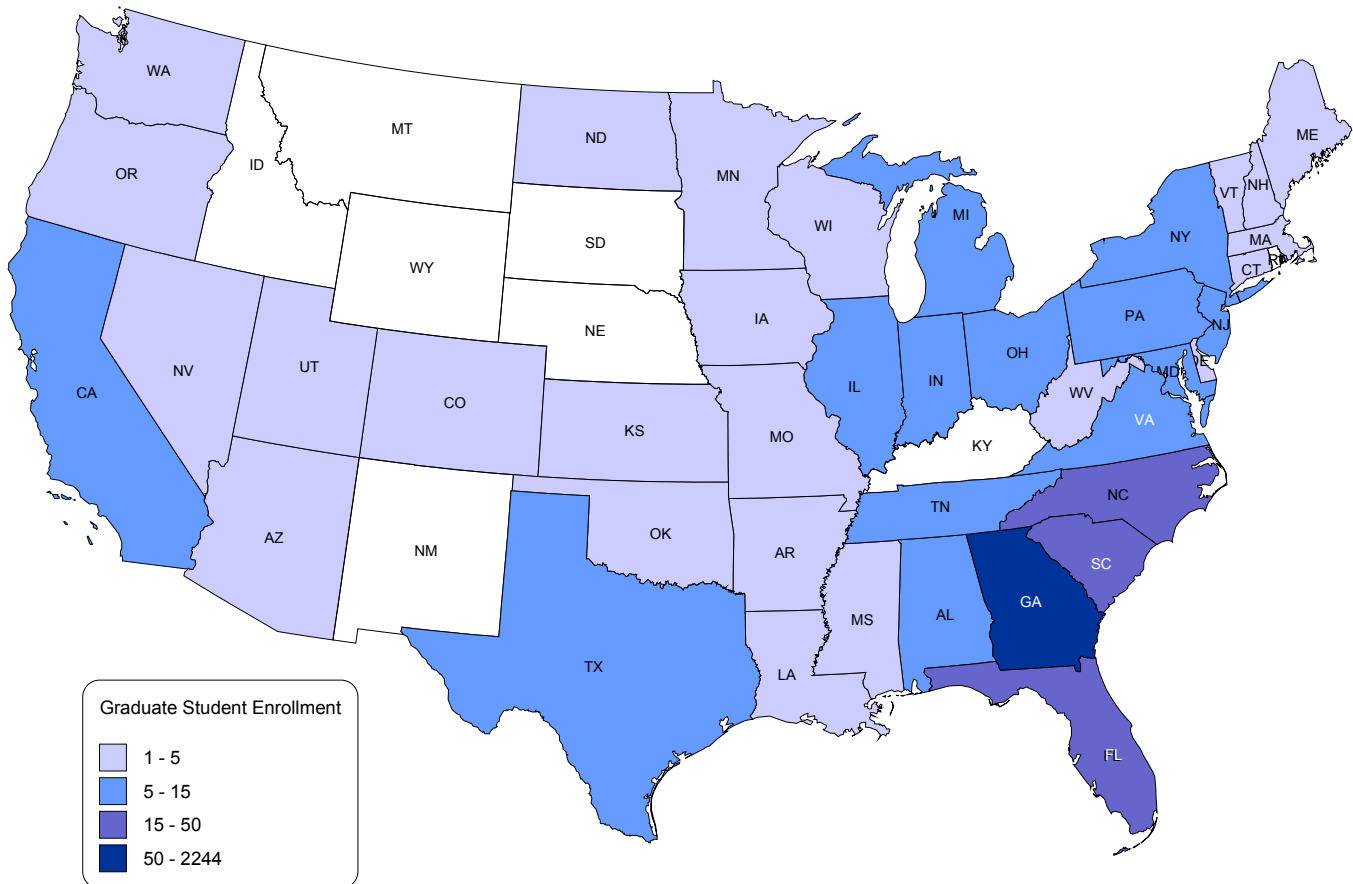 WA
MT
ND
ME
OR
ID
MN
VT
NH
WI
MI
NY
MA
SD
CT
RI
WY
IA
PA
NE
NJ
NV
UT
OH
DE
MD
CA
CO
IL
IN
WV
VA
KS
MO
KY
NC
TN
OK
AZ
NM
AR
SC
GA
MS
AL
TX
LA
FL
Graduate Student Enrollment
1 - 5
5 - 15
15 - 50
50 - 2244